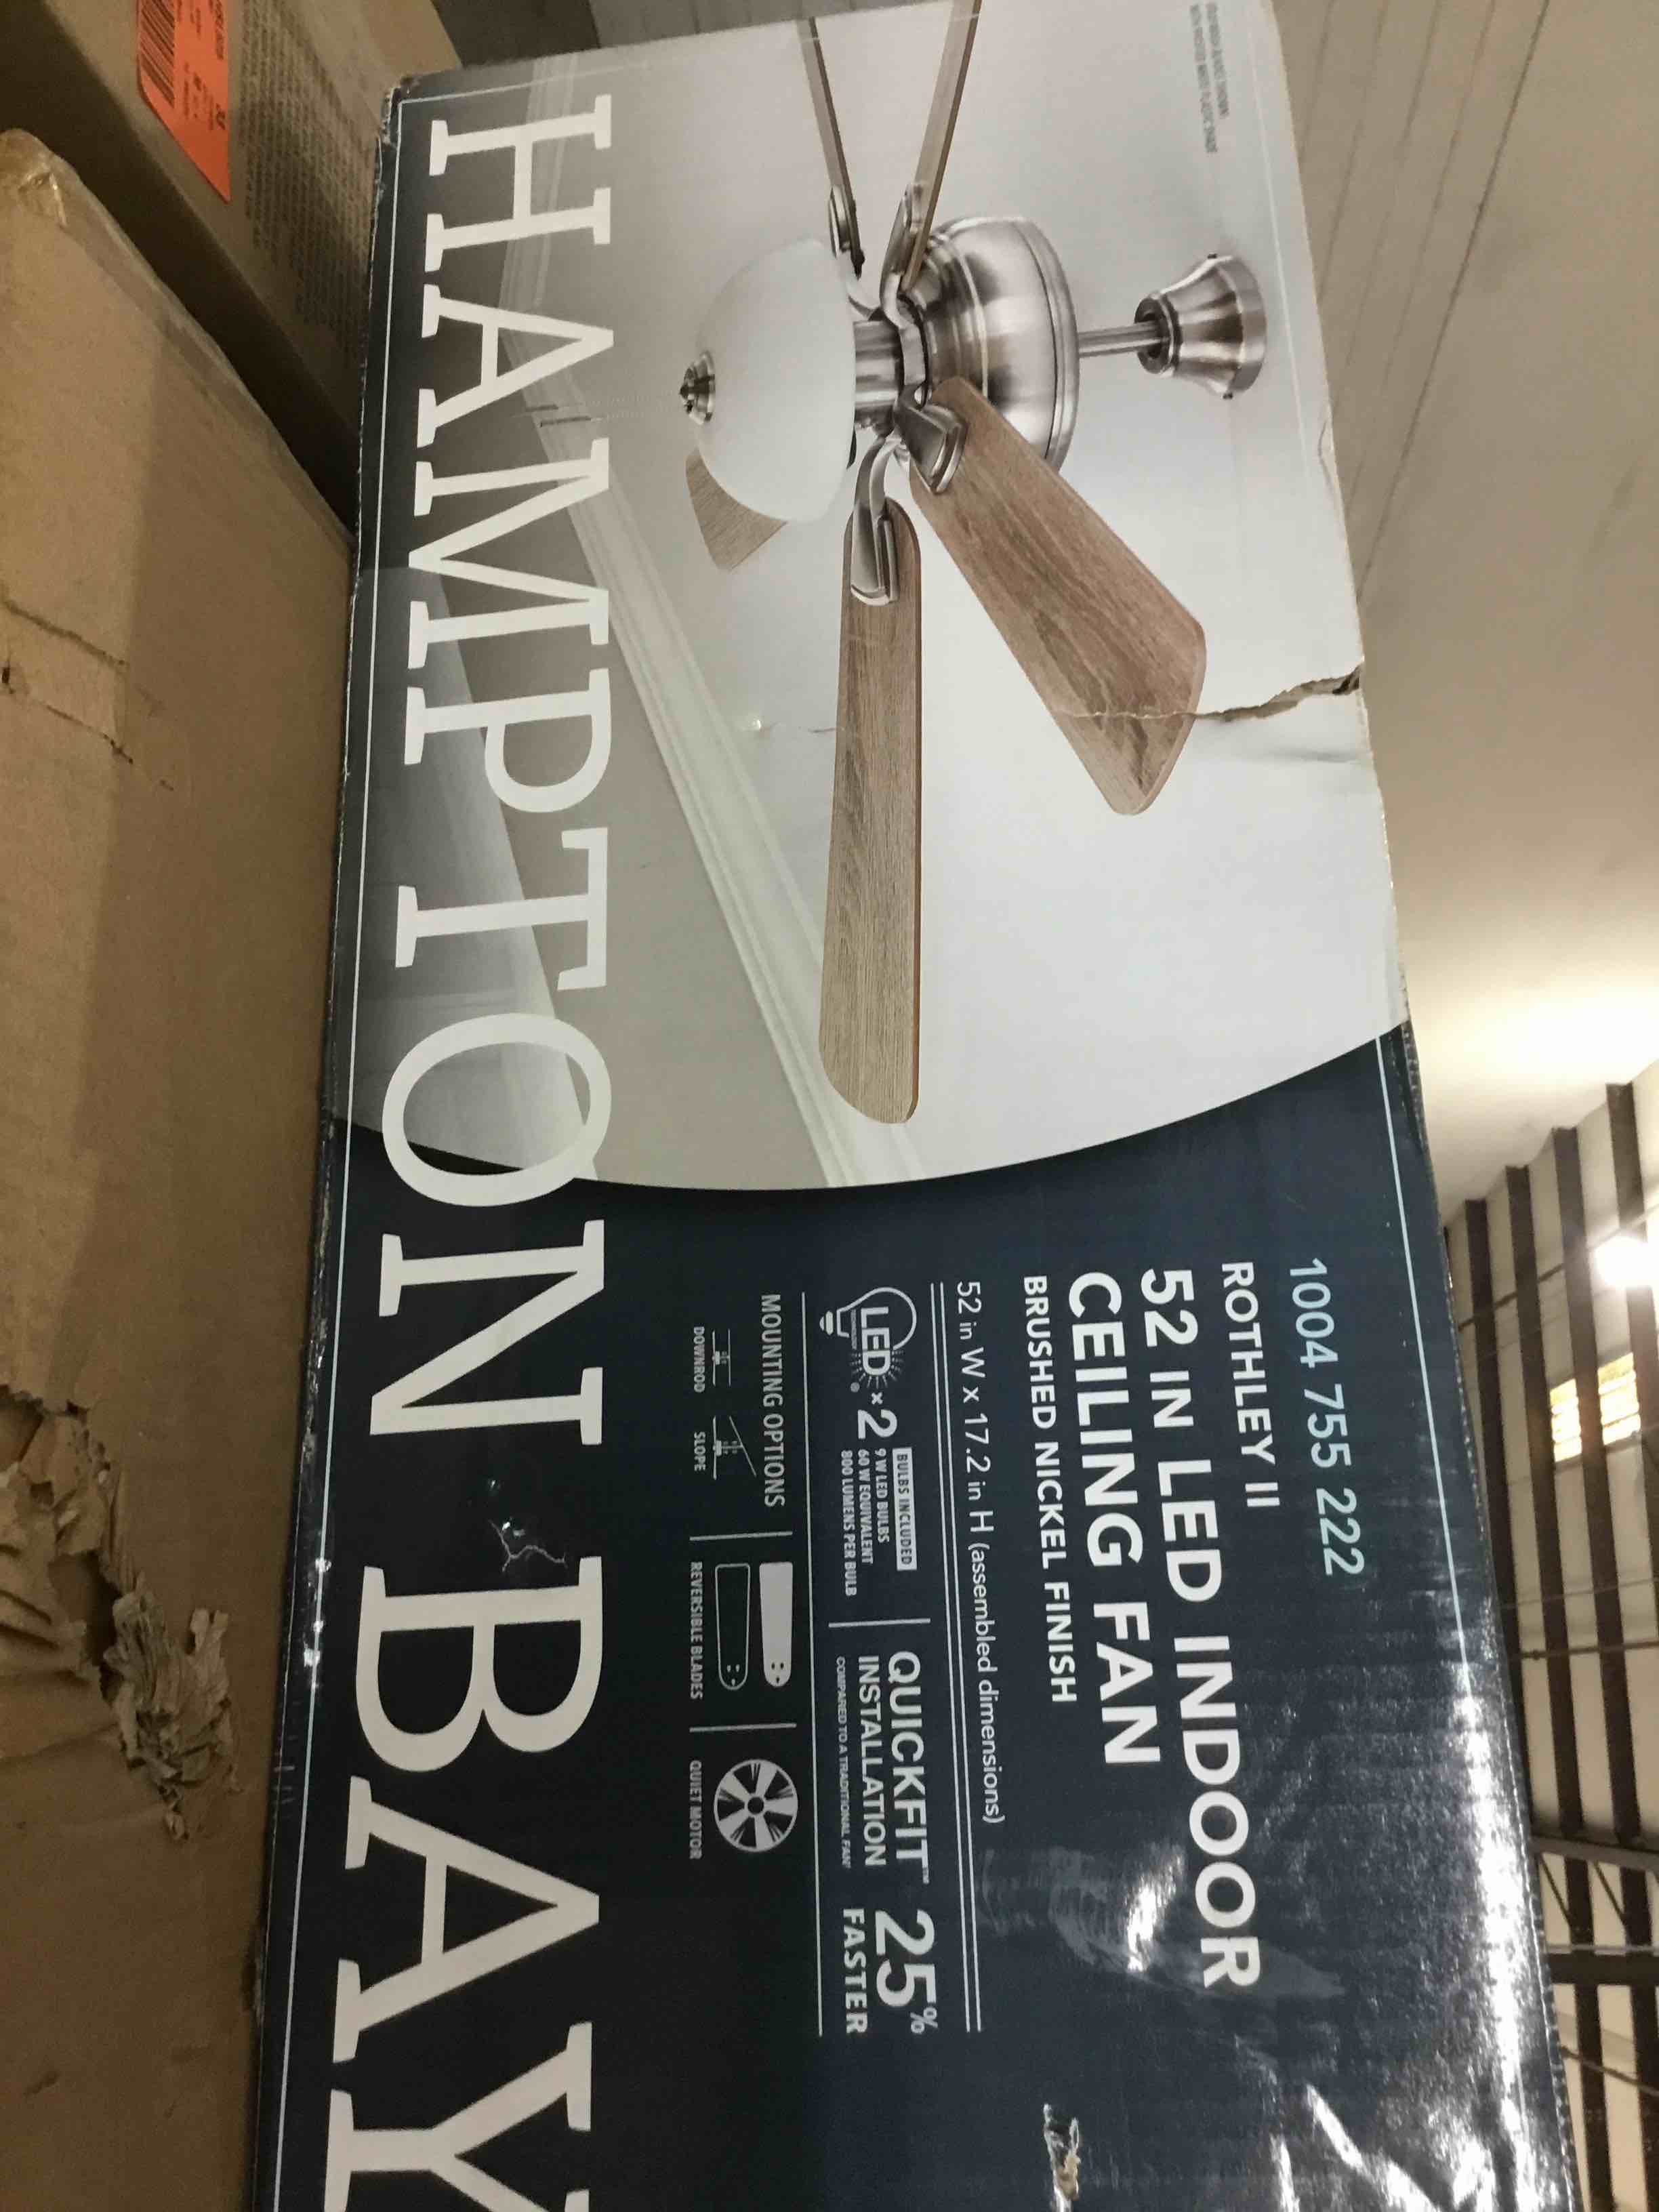 1004 755 222
ROTHLEY II
52 IN LED INDOOR
CEILING FAN
BRUSHED NICKEL FINISH
52 in W x 17.2 in H (assembled dimensions)
LED x2
BULBS INCLUDED
9 W LED BULBS
60 W EQUIVALENT
800 LUMENS PER BULB
QUICKFIT™
INSTALLATION
COMPARED TO A TRADITIONAL FAN
25%
FASTER
MOUNTING OPTIONS
DOWNROD
SLOPE
REVERSIBLE BLADES
QUIET MOTOR
HAMPTON BAY